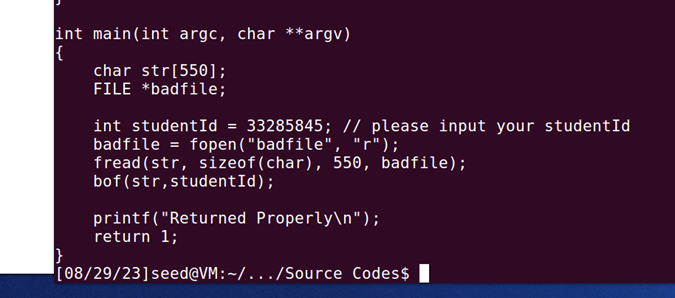 }
int main(int argc, char **argv)
{
    char str[550];
    FILE *badfile;
    int studentId = 33285845; // please input your studentId
    badfile = fopen("badfile", "r");
    fread(str, sizeof(char), 550, badfile);
    bof(str,studentId);
    printf("Returned Properly\n");
    return 1;
}
[08/29/23]seed@VM:~/.../Source Codes$